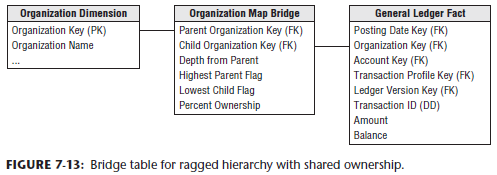 Organization Dimension
Organization Key (PK)
Organization Name
...
Organization Map Bridge
Parent Organization Key (FK)
Child Organization Key (FK)
Depth from Parent
Highest Parent Flag
Lowest Child Flag
Percent Ownership
General Ledger Fact
Posting Date Key (FK)
Organization Key (FK)
Account Key (FK)
Transaction Profile Key (FK)
Ledger Version Key (FK)
Transaction ID (DD)
Amount
Balance
FIGURE 7-13: Bridge table for ragged hierarchy with shared ownership.